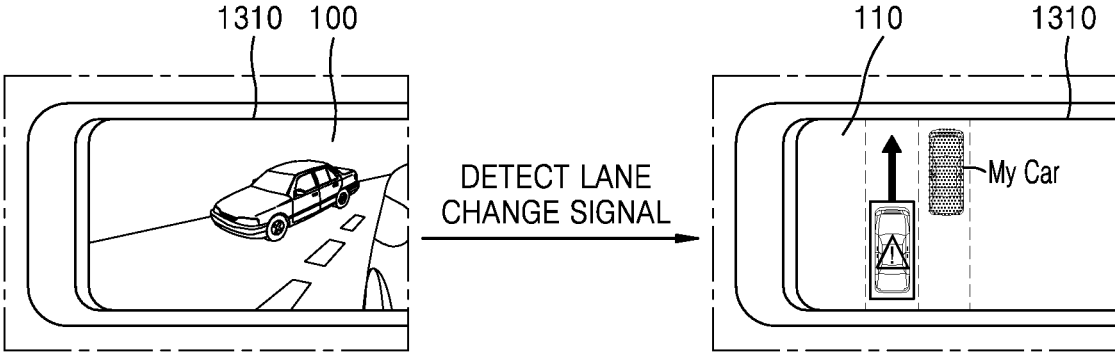 1310 100
110 1310
DETECT LANE
CHANGE SIGNAL
My Car
!